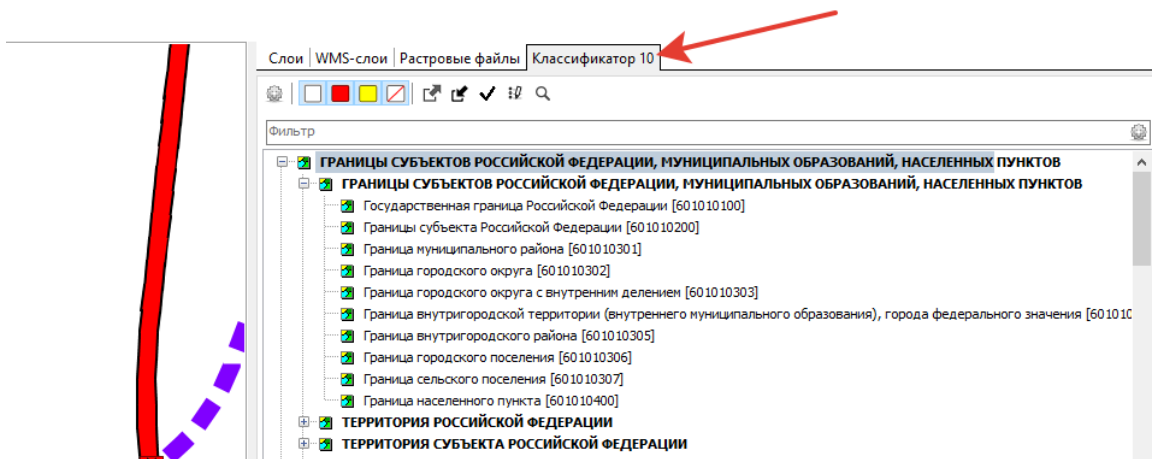 Слои WMS-слои Растровые файлы Классификатор 10
Фильтр
ГРАНИЦЫ СУБЪЕКТОВ РОССИЙСКОЙ ФЕДЕРАЦИИ, МУНИЦИПАЛЬНЫХ ОБРАЗОВАНИЙ, НАСЕЛЕННЫХ ПУНКТОВ
ГРАНИЦЫ СУБЪЕКТОВ РОССИЙСКОЙ ФЕДЕРАЦИИ, МУНИЦИПАЛЬНЫХ ОБРАЗОВАНИЙ, НАСЕЛЕННЫХ ПУНКТОВ
Государственная граница Российской Федерации [601010100]
Границы субъекта Российской Федерации [601010200]
Граница муниципального района [601010301]
Граница городского округа [601010302]
Граница городского округа с внутренним делением [601010303]
Граница внутригородской территории (внутреннего муниципального образования), города федерального значения [601010
Граница внутригородского района [601010305]
Граница городского поселения [601010306]
Граница сельского поселения [601010307]
Граница населенного пункта [601010400]
ТЕРРИТОРИЯ РОССИЙСКОЙ ФЕДЕРАЦИИ
ТЕРРИТОРИЯ СУБЪЕКТА РОССИЙСКОЙ ФЕДЕРАЦИИ